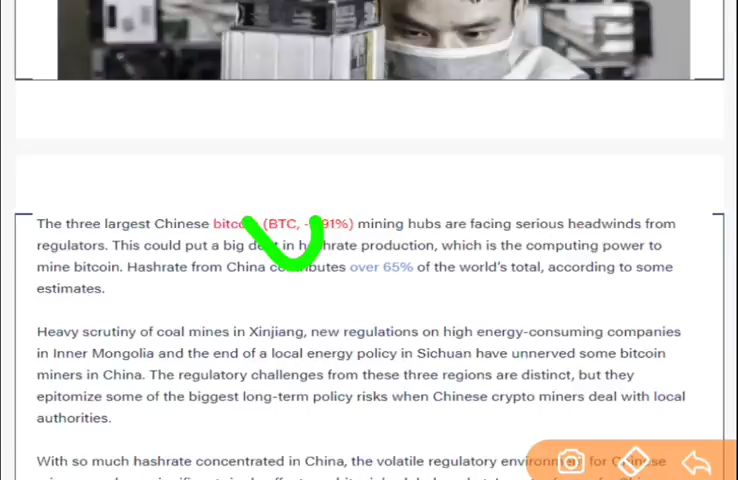 The three largest Chinese (BTC, mining hubs are facing serious headwinds from
regulators. This could put a big in production, which is the computing power to
mine bitcoin. Hashrate from China over 65% of the world's total, according to some
estimates.
Heavy scrutiny of coal mines in Xinjiang, new regulations on high energy-consuming companies
in Inner Mongolia and the end of a local energy policy in Sichuan have unnerved some bitcoin
miners in China. The regulatory challenges from these three regions are distinct, but they
epitomize some of the biggest long-term policy risks when Chinese crypto miners deal with local
authorities.
With so much hashrate concentrated in China, the volatile regulatory environment for Chinese